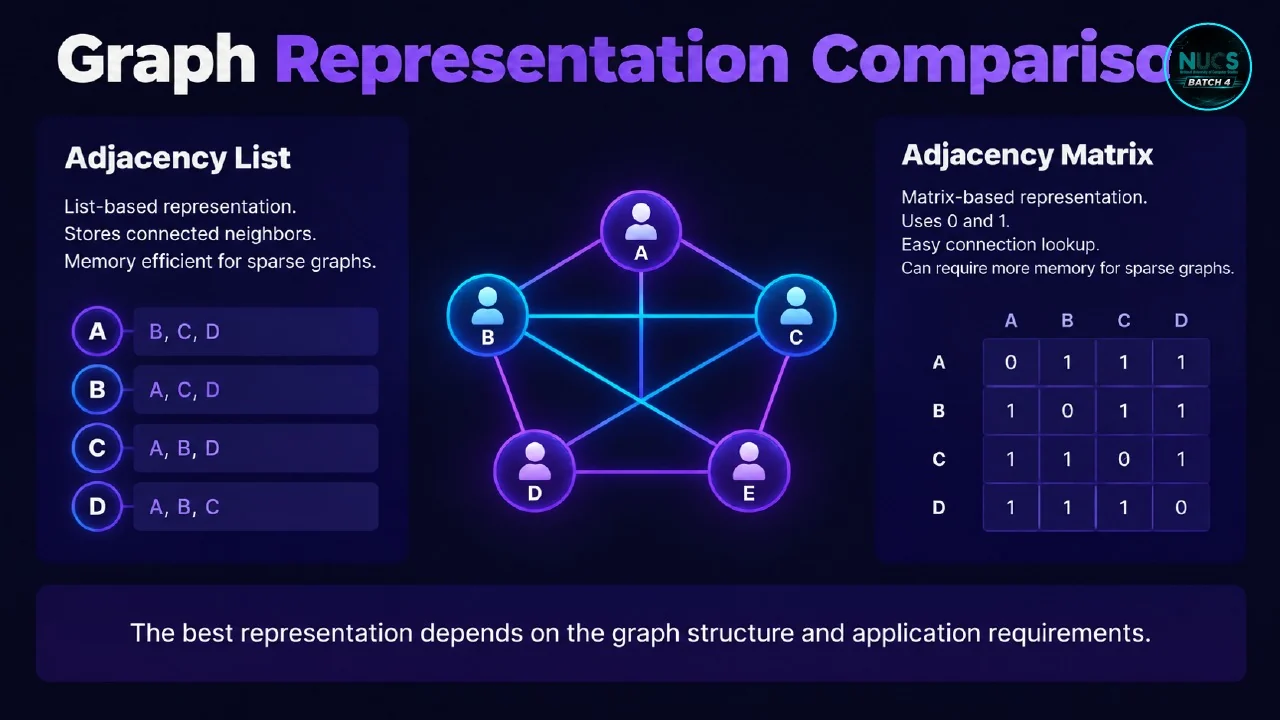 Graph Representation Compariso
NUCS
BATCH 4
Adjacency List
List-based representation.
Stores connected neighbors.
Memory efficient for sparse graphs.
A B, C, D
B A, C, D
C A, B, D
D A, B, C
A
B
C
D
E
Adjacency Matrix
Matrix-based representation.
Uses 0 and 1.
Easy connection lookup.
Can require more memory for sparse graphs.
A B C D
A 0 1 1 1
B 1 0 1 1
C 1 1 0 1
D 1 1 1 0
The best representation depends on the graph structure and application requirements.